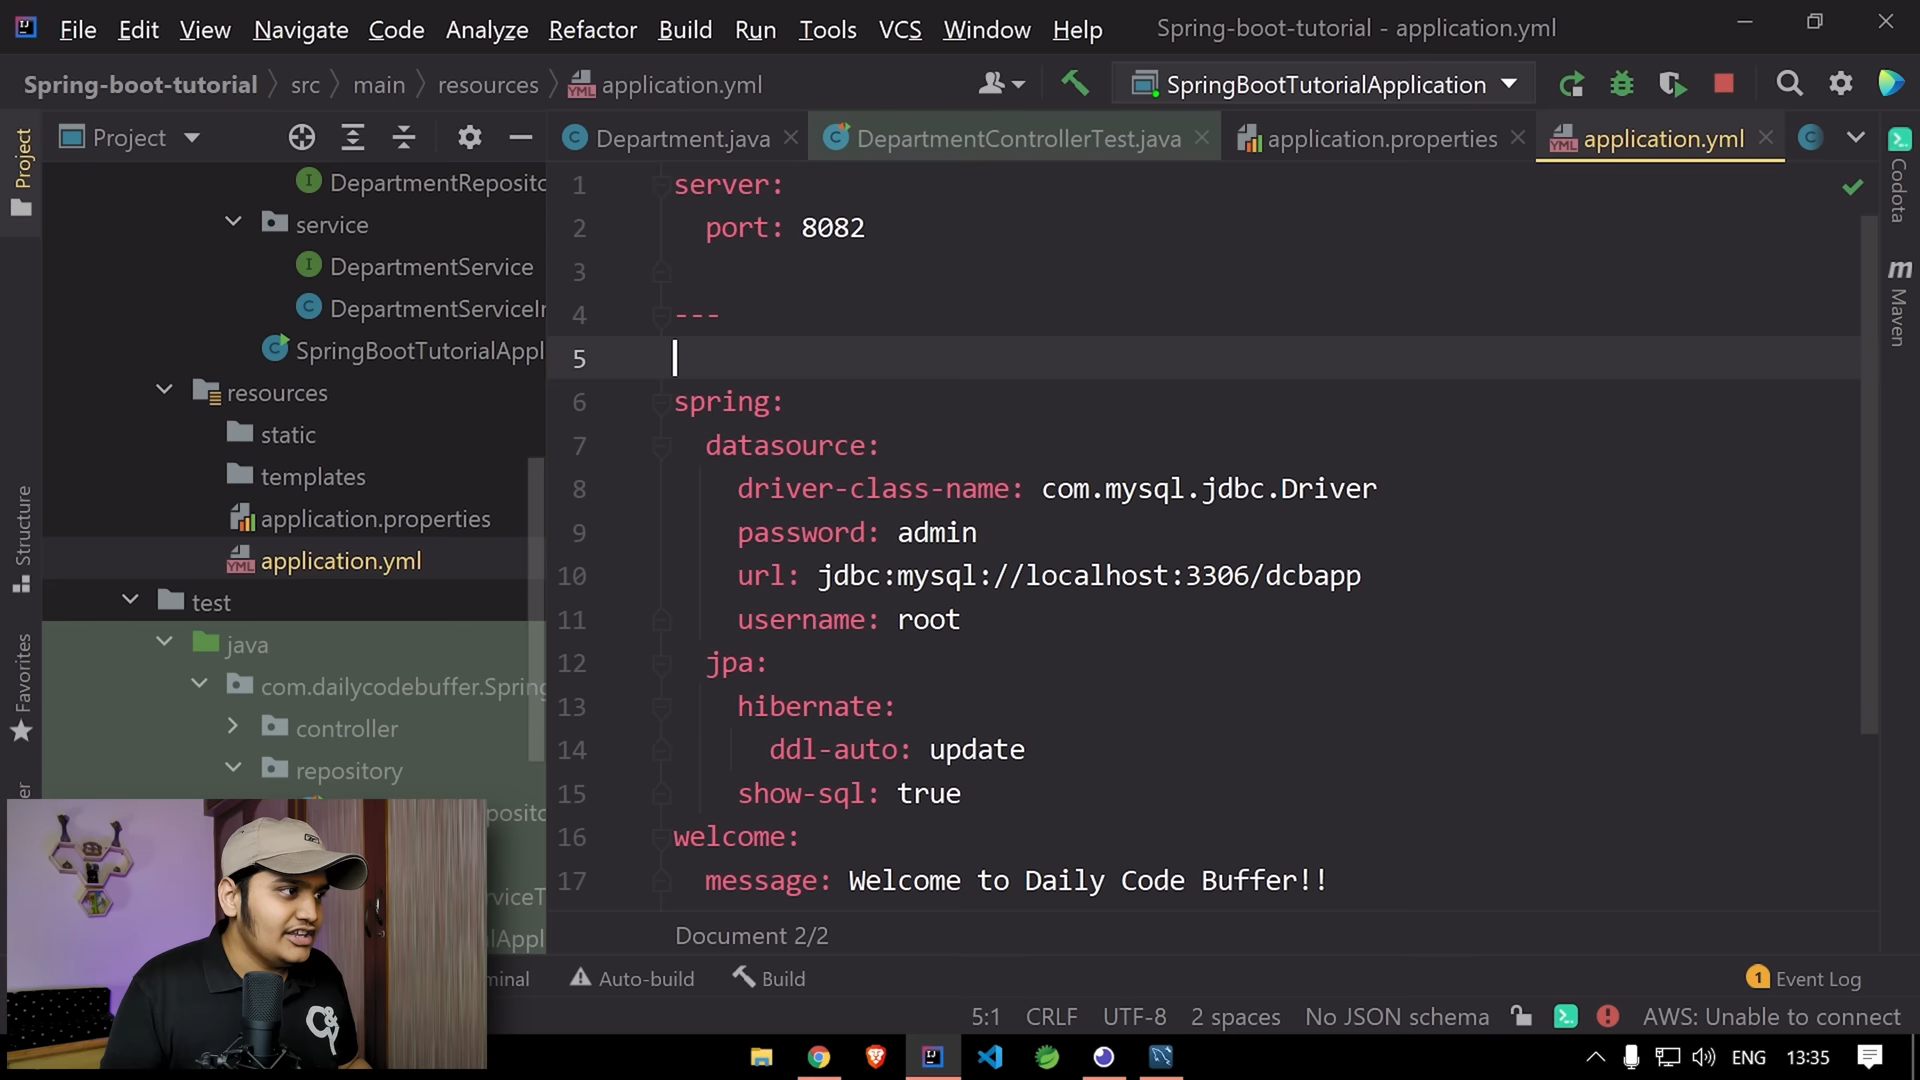 File Edit View Navigate Code Analyze Refactor Build Run Tools VCS Window Help Spring-boot-tutorial - application.yml
Spring-boot-tutorial src main resources application.yml SpringBootTutorialApplication
Project
Project
Department.java DepartmentControllerTest.java application.properties application.yml
Codota
Maven
Structure
Favorites
DepartmentReposito
service
DepartmentService
DepartmentServiceIn
SpringBootTutorialAppl
resources
static
templates
application.properties
application.yml
test
java
com.dailycodebuffer.Spring
controller
repository
posito
rviceT
lAppl
1 server:
2 port: 8082
3
4 ---
5
6 spring:
7 datasource:
8 driver-class-name: com.mysql.jdbc.Driver
9 password: admin
10 url: jdbc:mysql://localhost:3306/dcbapp
11 username: root
12 jpa:
13 hibernate:
14 ddl-auto: update
15 show-sql: true
16 welcome:
17 message: Welcome to Daily Code Buffer!!
Document 2/2
minal Auto-build Build 1 Event Log
5:1 CRLF UTF-8 2 spaces No JSON schema AWS: Unable to connect
ENG 13:35